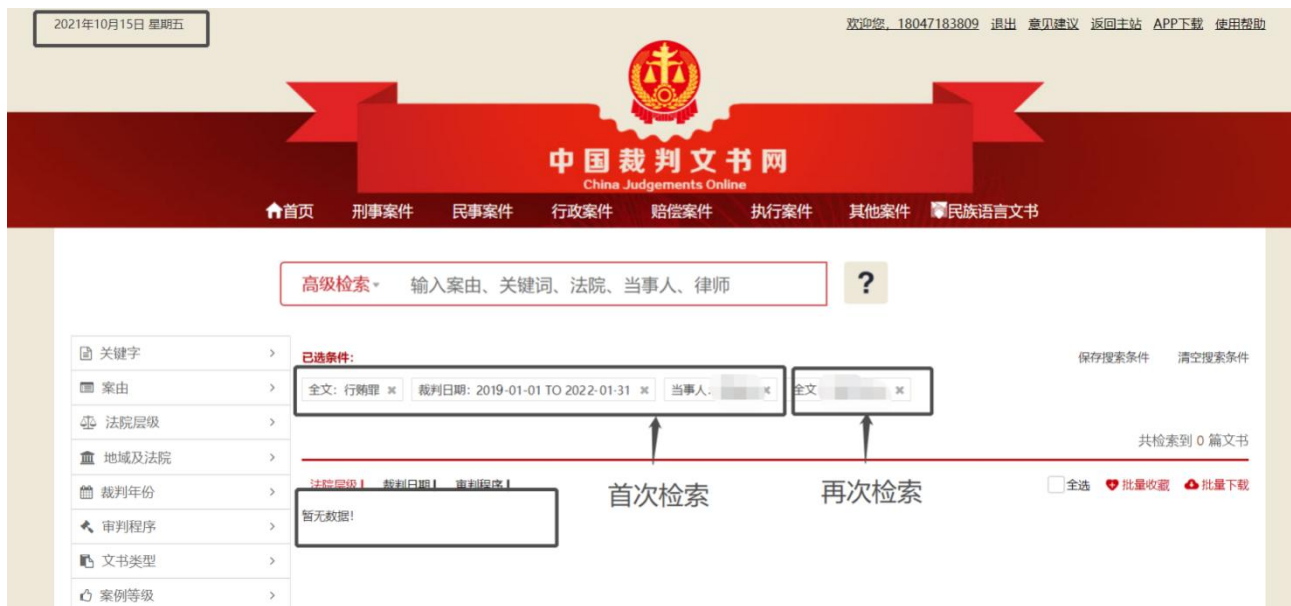 2021年10月15日 星期五
欢迎您，18047183809 退出 意见建议 返回主站 APP下载 使用帮助
中国裁判文书网
China Judgements Online
首页 刑事案件 民事案件 行政案件 赔偿案件 执行案件 其他案件 民族语言文书
高级检索 输入案由、关键词、法院、当事人、律师 ?
关键字
案由
法院层级
地域及法院
裁判年份
审判程序
文书类型
案例等级
已选条件:
保存搜索条件 清空搜索条件
全文: 行贿罪 × 裁判日期: 2019-01-01 TO 2022-01-31 × 当事人: × 全文 ×
共检索到 0 篇文书
法院层级 裁判日期 审判程序
全选 批量收藏 批量下载
首次检索 再次检索
暂无数据!